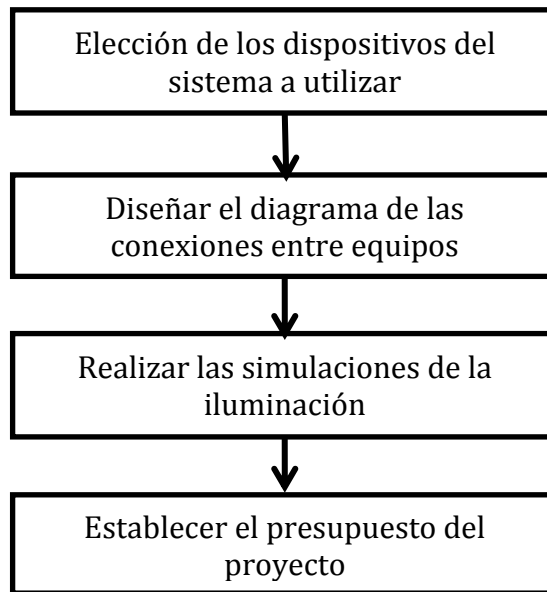 Elección de los dispositivos del
sistema a utilizar
Diseñar el diagrama de las
conexiones entre equipos
Realizar las simulaciones de la
iluminación
Establecer el presupuesto del
proyecto